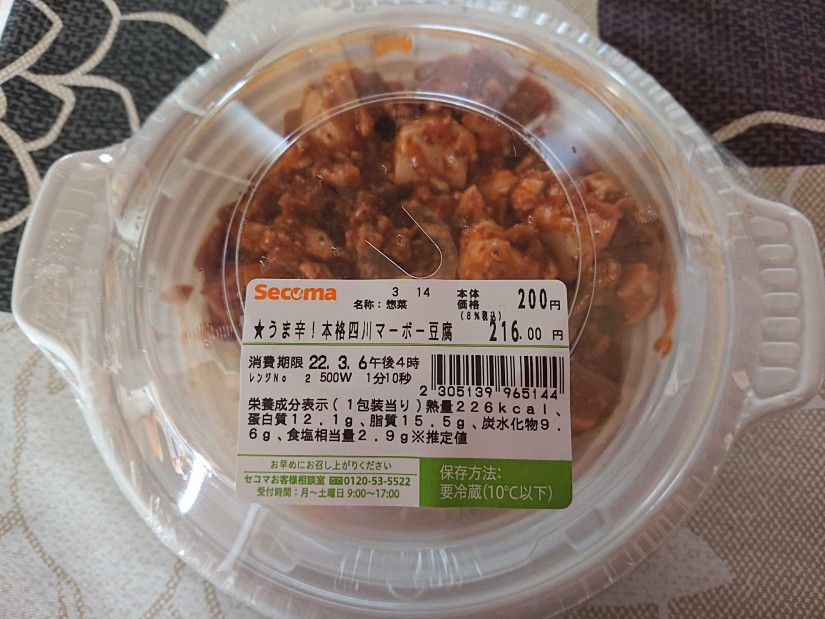 Secoma
3 14
名称:惣菜
本体
価格
200円
(8%税込)
★うま辛!本格四川マーボー豆腐
216.00 円
消費期限 22. 3. 6午後4時
レンジNo 2 500W 1分10秒
2 305139 965144
栄養成分表示(1包装当り)熱量226kcal、
蛋白質12.1g、脂質15.5g、炭水化物9.
6g、食塩相当量2.9g※推定値
お早めにお召し上がりください
セコマお客様相談室 0120-53-5522
受付時間:月〜土曜日 9:00〜17:00
保存方法:
要冷蔵(10℃以下)